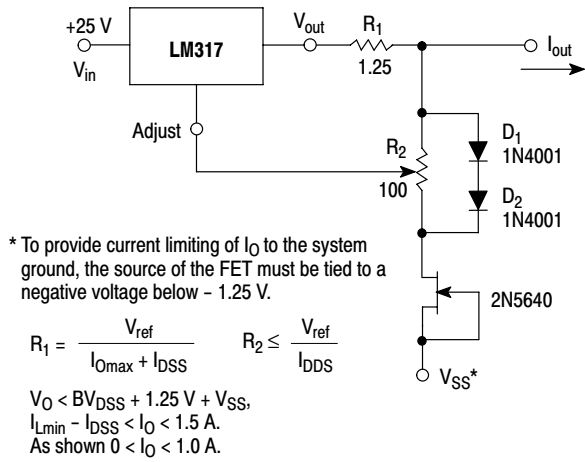 +25 V
V_in
LM317
V_out
R_1
1.25
I_out
Adjust
R_2
100
D_1
1N4001
D_2
1N4001
* To provide current limiting of I_O to the system
ground, the source of the FET must be tied to a
negative voltage below – 1.25 V.
2N5640
R_1 = V_ref / (I_Omax + I_DSS)
R_2 ≤ V_ref / I_DDS
V_SS*
V_O < BV_DSS + 1.25 V + V_SS,
I_Lmin – I_DSS < I_O < 1.5 A.
As shown 0 < I_O < 1.0 A.